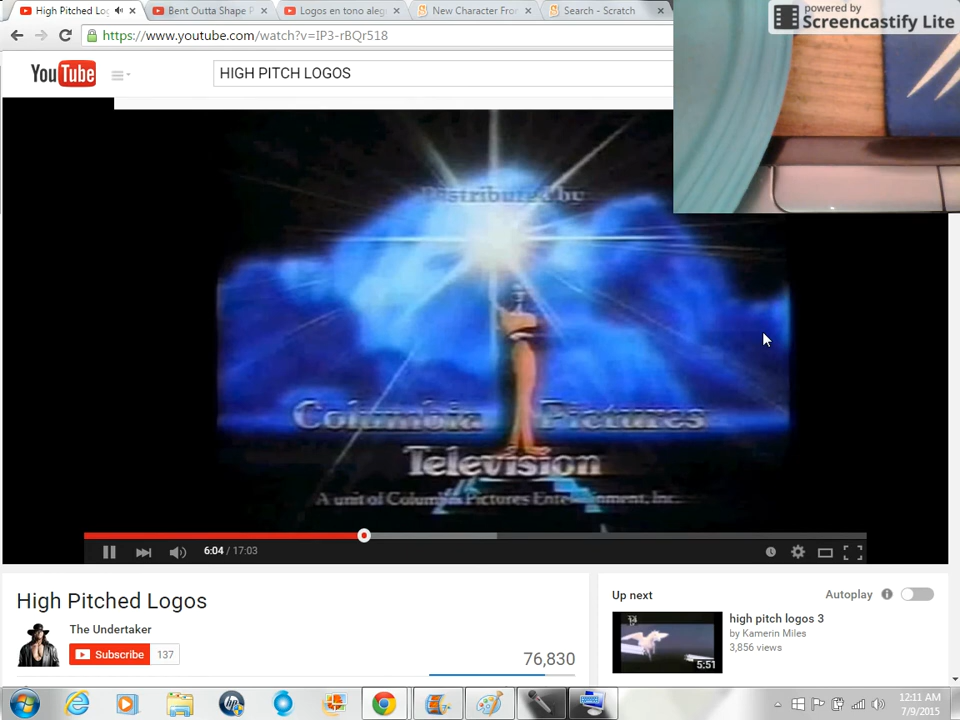 High Pitched Log
Bent Outta Shape P
Logos en tono aleg
New Character Fro
Search - Scratch
powered by
Screencastify Lite
https://www.youtube.com/watch?v=IP3-rBQr518
YouTube
HIGH PITCH LOGOS
Distributed by
Columbia Pictures
Television
A unit of Columbia Pictures Entertainment, Inc.
6:04 / 17:03
High Pitched Logos
The Undertaker
Subscribe 137
76,830
Up next
Autoplay
high pitch logos 3
by Kamerin Miles
3,856 views
5:51
hp
12:11 AM
7/9/2015